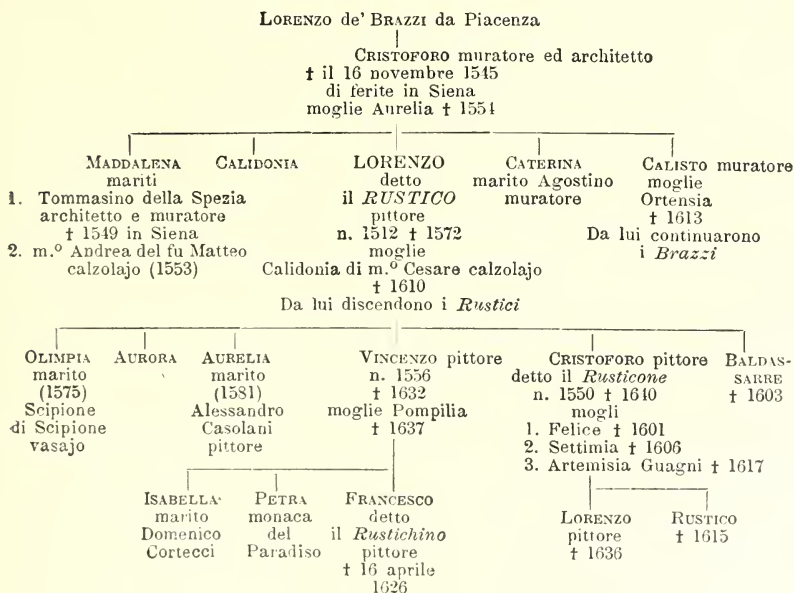 LORENZO de' BRAZZI da Piacenza
CRISTOFORO muratore ed architetto
† il 16 novembre 1545
di ferite in Siena
moglie Aurelia † 1554
MADDALENA
mariti
1. Tommasino della Spezia
architetto e muratore
† 1549 in Siena
2. m.º Andrea del fu Matteo
calzolajo (1553)
CALIDONIA
LORENZO
detto
il RUSTICO
pittore
n. 1512 † 1572
moglie
Calidonia di m.º Cesare calzolajo
† 1610
Da lui discendono i Rustici
CATERINA
marito Agostino
muratore
CALISTO muratore
moglie
Ortensia
† 1613
Da lui continuarono
i Brazzi
OLIMPIA
marito
(1575)
Scipione
di Scipione
vasajo
AURORA
AURELIA
marito
(1581)
Alessandro
Casolani
pittore
VINCENZO pittore
n. 1556
† 1632
moglie Pompilia
† 1637
CRISTOFORO pittore
detto il Rusticone
n. 1550 † 1640
mogli
1. Felice † 1601
2. Settimia † 1606
3. Artemisia Guagni † 1617
BALDAS-
SARRE
† 1603
ISABELLA
marito
Domenico
Cortecci
PETRA
monaca
del
Paradiso
FRANCESCO
detto
il Rustichino
pittore
† 16 aprile
1626
LORENZO
pittore
† 1636
RUSTICO
† 1615